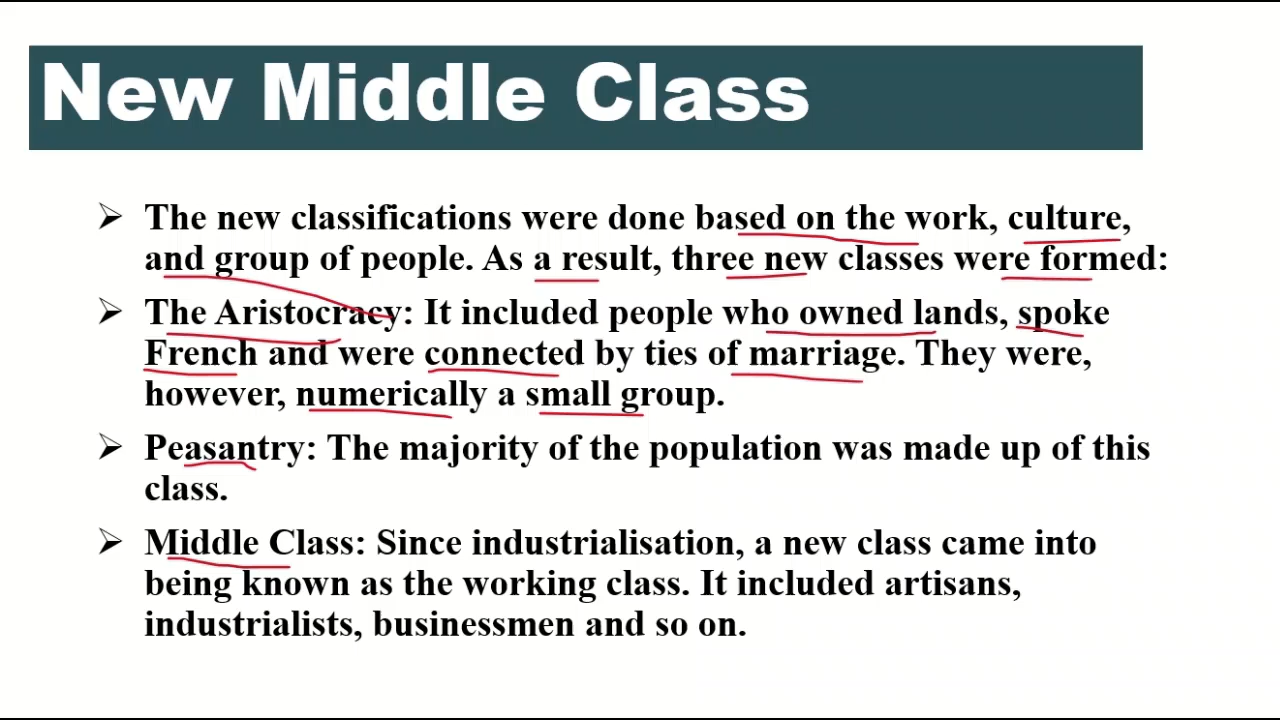 New Middle Class
➢ The new classifications were done based on the work, culture,
and group of people. As a result, three new classes were formed:
➢ The Aristocracy: It included people who owned lands, spoke
French and were connected by ties of marriage. They were,
however, numerically a small group.
➢ Peasantry: The majority of the population was made up of this
class.
➢ Middle Class: Since industrialisation, a new class came into
being known as the working class. It included artisans,
industrialists, businessmen and so on.